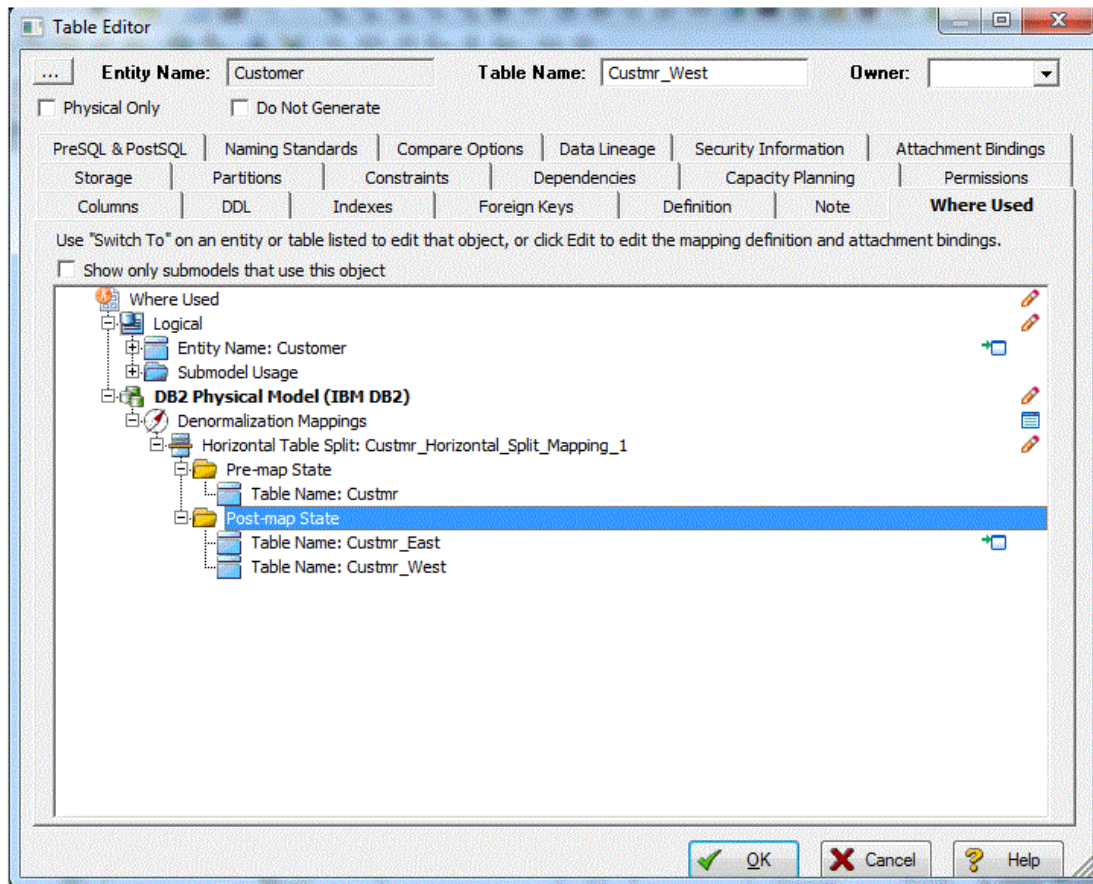 Table Editor
... Entity Name: Customer Table Name: Custmr_West Owner:
Physical Only Do Not Generate
PreSQL & PostSQL Naming Standards Compare Options Data Lineage Security Information Attachment Bindings
Storage Partitions Constraints Dependencies Capacity Planning Permissions
Columns DDL Indexes Foreign Keys Definition Note Where Used
Use "Switch To" on an entity or table listed to edit that object, or click Edit to edit the mapping definition and attachment bindings.
Show only submodels that use this object
Where Used
Logical
Entity Name: Customer
Submodel Usage
DB2 Physical Model (IBM DB2)
Denormalization Mappings
Horizontal Table Split: Custmr_Horizontal_Split_Mapping_1
Pre-map State
Table Name: Custmr
Post-map State
Table Name: Custmr_East
Table Name: Custmr_West
OK Cancel Help